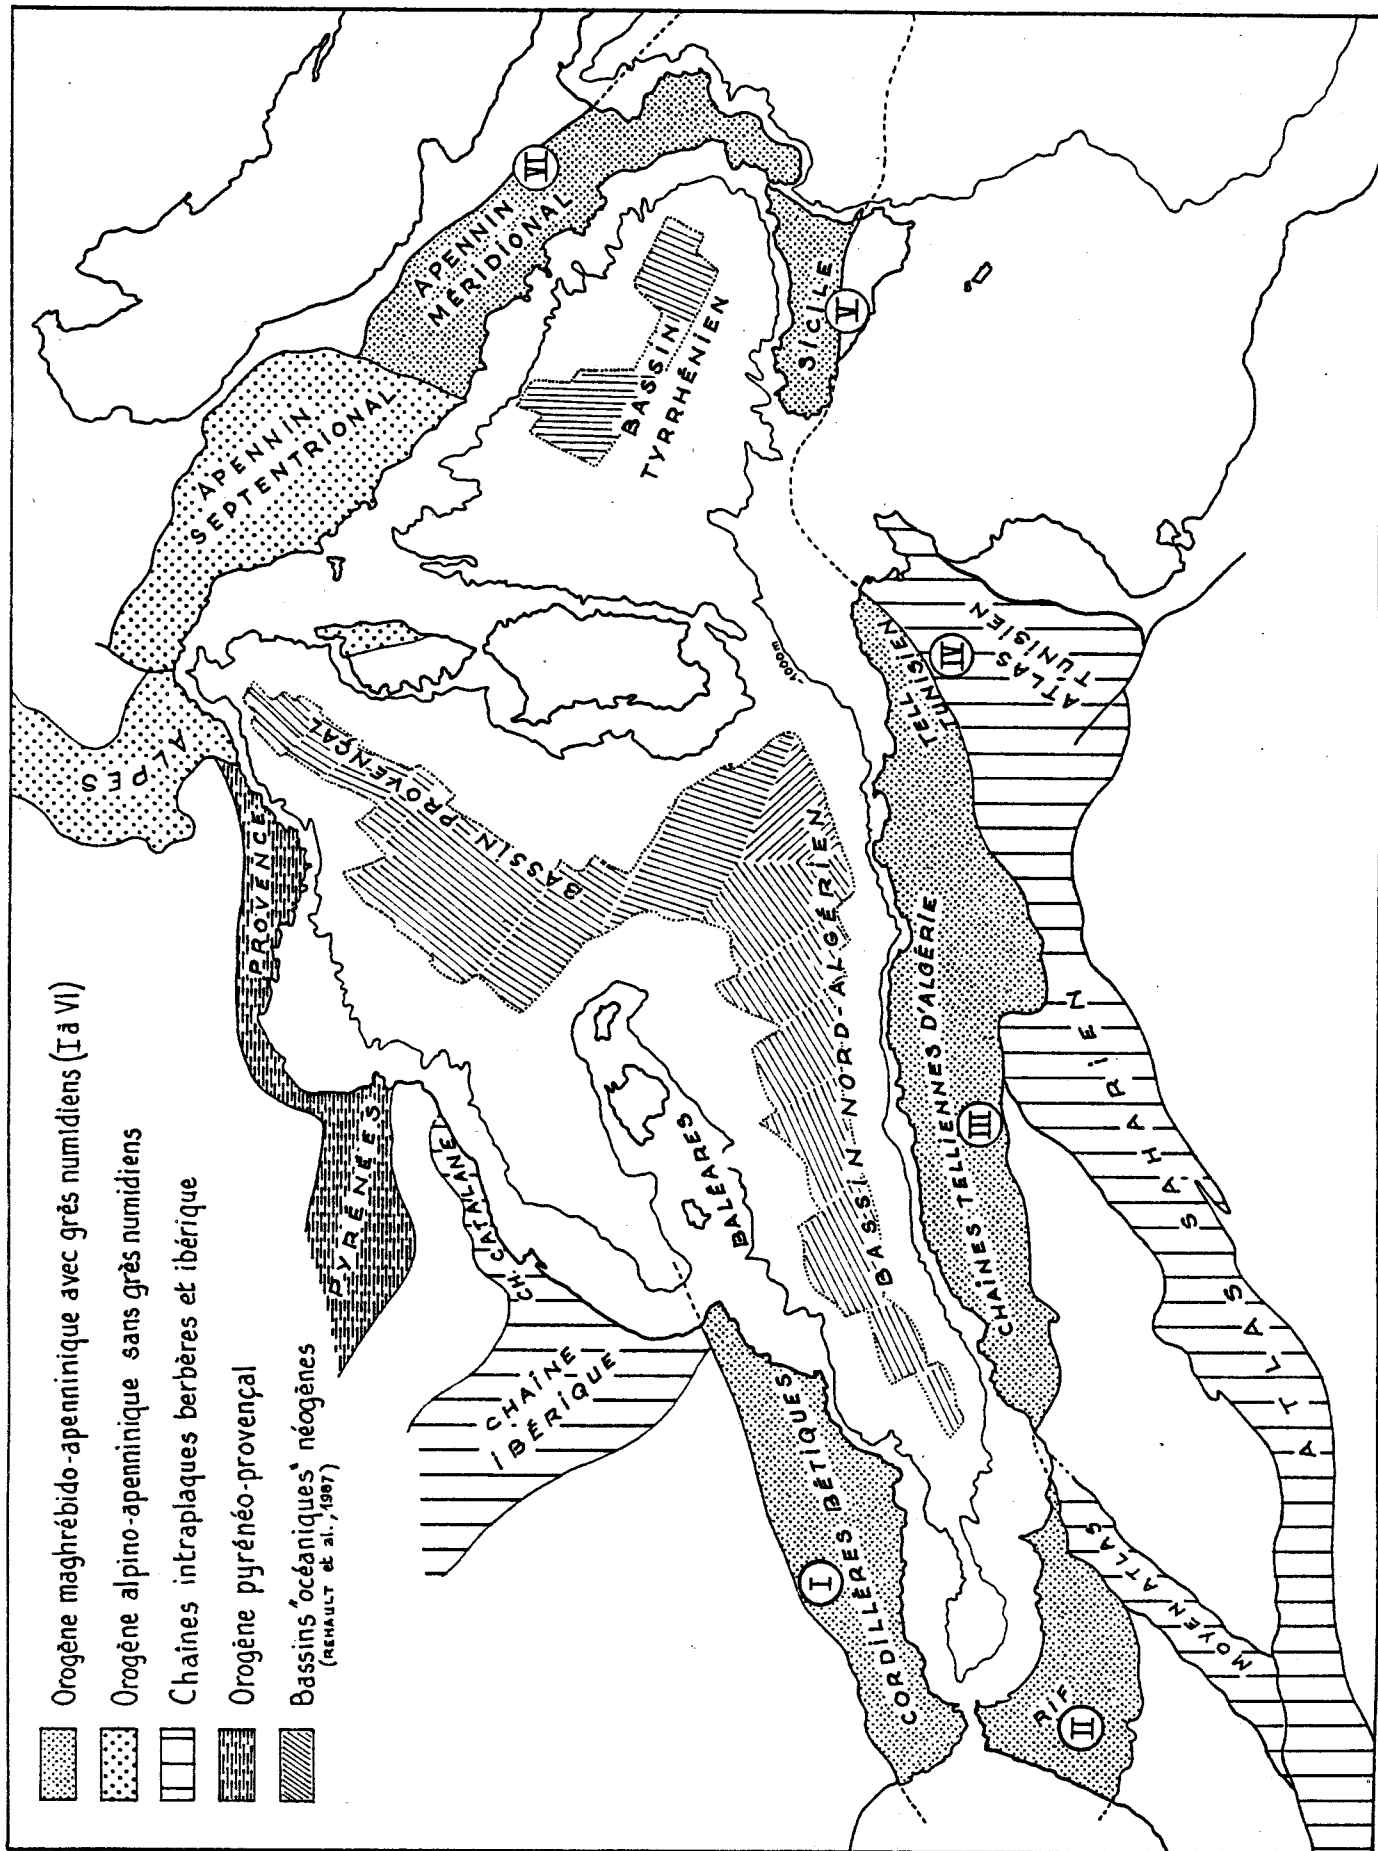 Orogène maghrébido-apenninique avec grès numidiens (I à VI)
Orogène alpino-apenninique sans grès numidiens
Chaînes intraplaques berbères et ibérique
Orogène pyrénéo-provençal
Bassins "océaniques" néogènes
(REHAULT et al., 1987)
ALPES
APENNIN
SEPTENTRIONAL
APENNIN
MÉRIDIONAL
VI
PROVENCE
PYRÉNÉES
CH. CATALANE
CHAÎNE
IBÉRIQUE
BASSIN-PROVENÇAL
BASSIN
TYRRHÉNIEN
SICILE
V
BALÉARES
BASSIN NORD-ALGÉRIEN
1000m
CORDILLÈRES BÉTIQUES
I
RIF
II
CHAÎNES TELLIENNES D'ALGÉRIE
III
TELL
TUNISIEN
IV
ATLAS
TUNISIEN
MOYEN ATLAS
ATLAS SAHARIEN